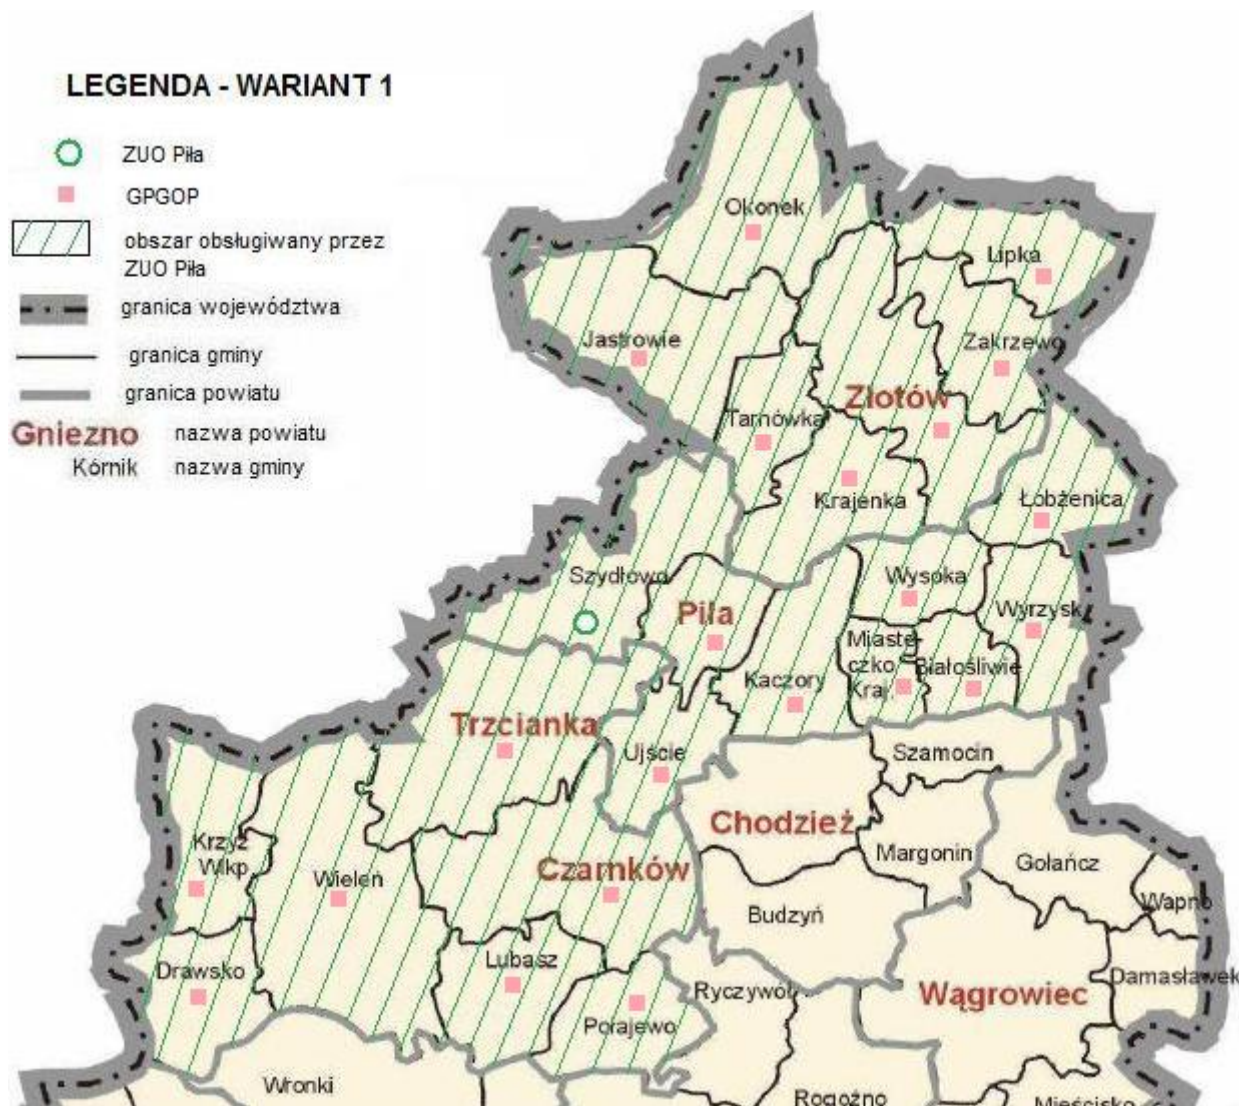 LEGENDA - WARIANT 1
ZUO Piła
GPGOP
obszar obsługiwany przez
ZUO Piła
granica województwa
granica gminy
granica powiatu
Gniezno nazwa powiatu
Kórnik nazwa gminy
Okonek
Lipka
Jastrowie
Zakrzewo
Złotów
Tarnówka
Krajenka
Łobżenica
Szydłowo
Wysoka
Piła
Wyrzysk
Miaste-
czko
Kraj.
Białośliwie
Kaczory
Trzcianka
Ujście
Szamocin
Chodzież
Krzyż
Wlkp
Margonin
Gołańcz
Czarnków
Wieleń
Wapno
Budzyń
Lubasz
Drawsko
Damasławek
Ryczywół
Wągrowiec
Połajewo
Wronki
Rogoźno
Mieścisko